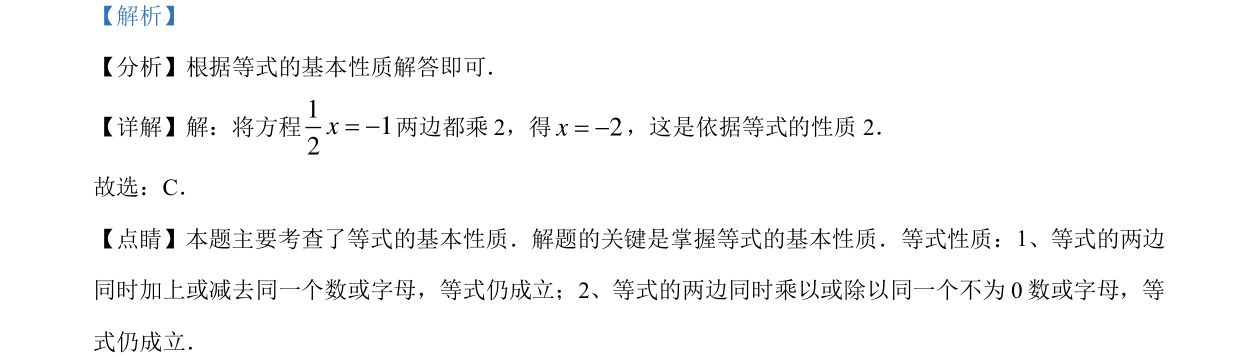 【解析】
【分析】根据等式的基本性质解答即可．
【详解】解：将方程$\frac{1}{2}x=-1$两边都乘 2，得$x=-2$，这是依据等式的性质 2．
故选：C．
【点睛】本题主要考查了等式的基本性质．解题的关键是掌握等式的基本性质．等式性质：1、等式的两边
同时加上或减去同一个数或字母，等式仍成立；2、等式的两边同时乘以或除以同一个不为 0 数或字母，等
式仍成立．